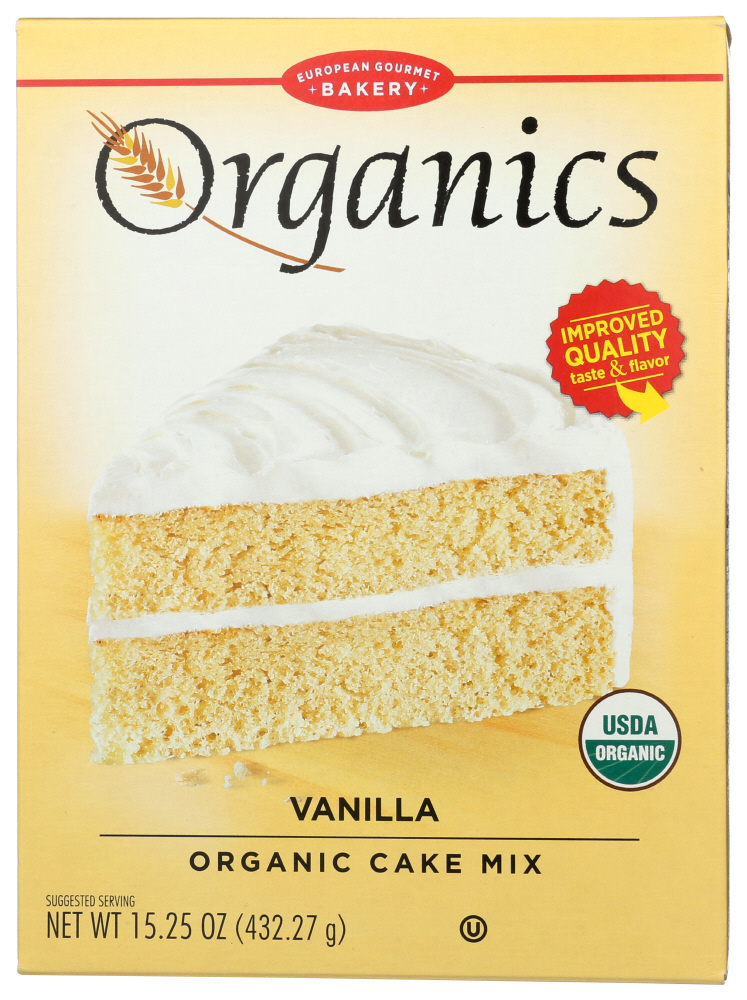 EUROPEAN GOURMET
+ BAKERY +
Organics
IMPROVED
QUALITY
taste & flavor
USDA
ORGANIC
VANILLA
ORGANIC CAKE MIX
SUGGESTED SERVING
NET WT 15.25 OZ (432.27 g)
U